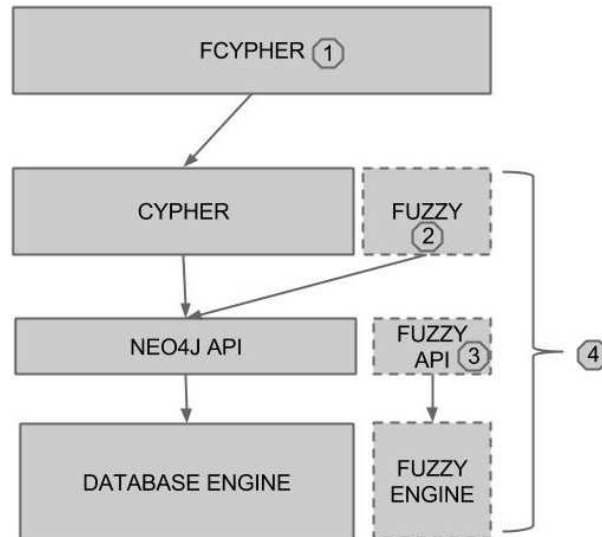 FCYPHER 1
CYPHER
FUZZY
2
NEO4J API
FUZZY
API 3
4
DATABASE ENGINE
FUZZY
ENGINE